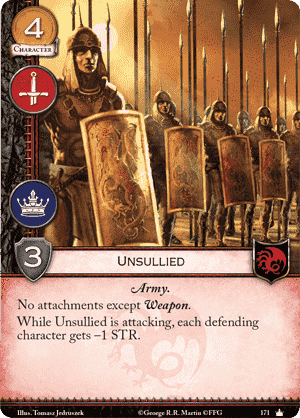 4
Character
3
Unsullied
Army.
No attachments except Weapon.
While Unsullied is attacking, each defending
character gets –1 STR.
Illus. Tomasz Jedruszek
©George R.R. Martin ©FFG
171